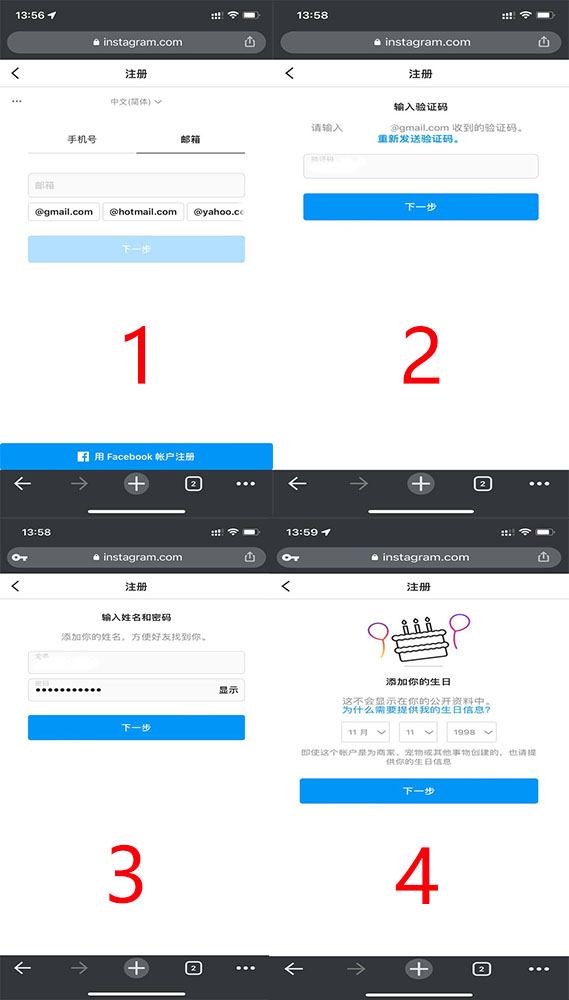 13:56
instagram.com
注册
中文(简体)
手机号
邮箱
邮箱
@gmail.com
@hotmail.com
@yahoo.co
下一步
1
用 Facebook 帐户注册
2
13:58
instagram.com
注册
输入验证码
请输入 @gmail.com 收到的验证码。
重新发送验证码。
下一步
2
2
13:58
instagram.com
注册
输入姓名和密码
添加你的姓名，方便好友找到你。
全名
密码
显示
下一步
3
2
13:59
instagram.com
注册
添加你的生日
这不会显示在你的公开资料中。
为什么需要提供我的生日信息?
11 月
11
1998
即使这个帐户是为商家、宠物或其他事物创建的，也请提
供你的生日信息
下一步
4
2